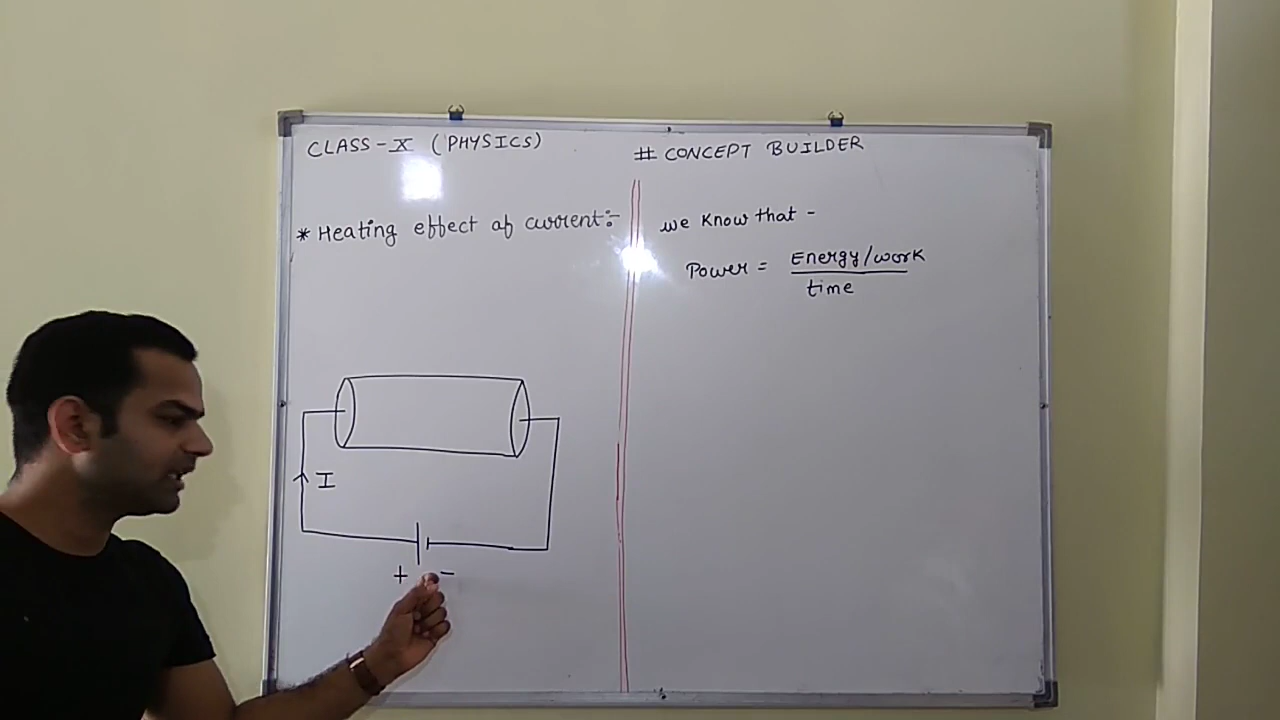 CLASS-X (PHYSICS)
# CONCEPT BUILDER
* Heating effect of current:-
I
+ -
we Know that -
Power = Energy/work
time